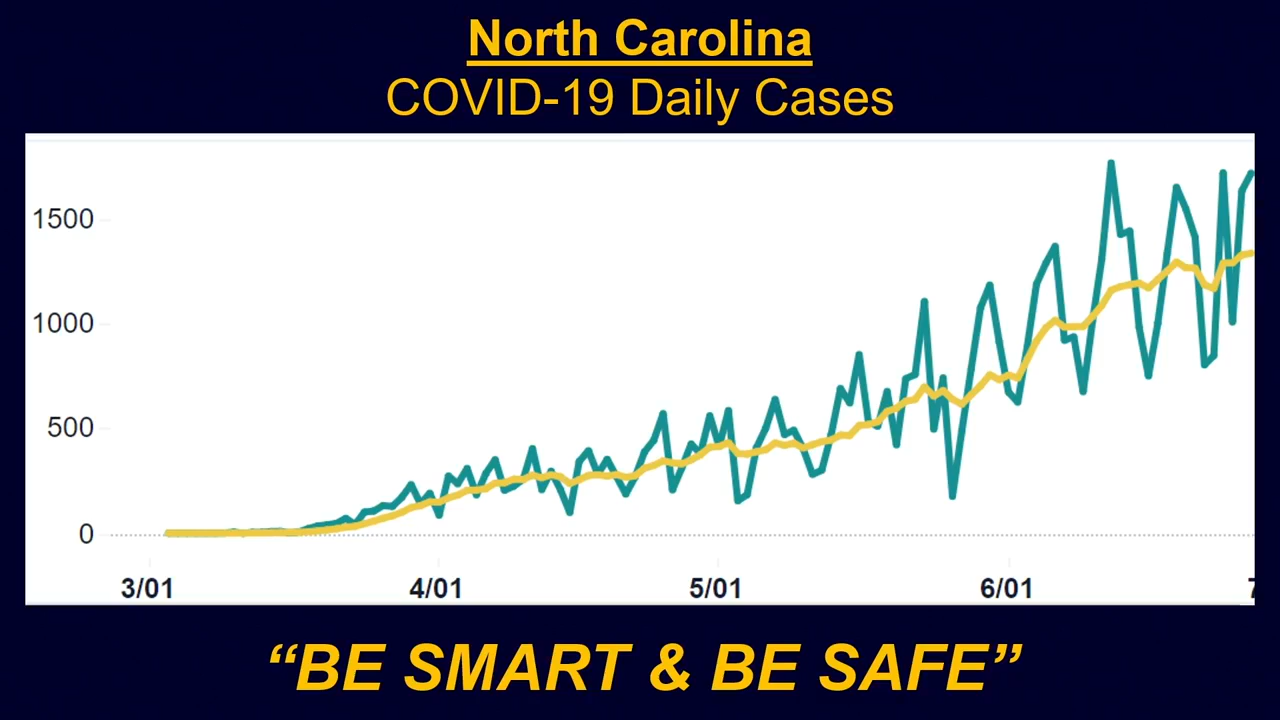 North Carolina
COVID-19 Daily Cases
1500
1000
500
0
3/01 4/01 5/01 6/01 7
“BE SMART & BE SAFE”